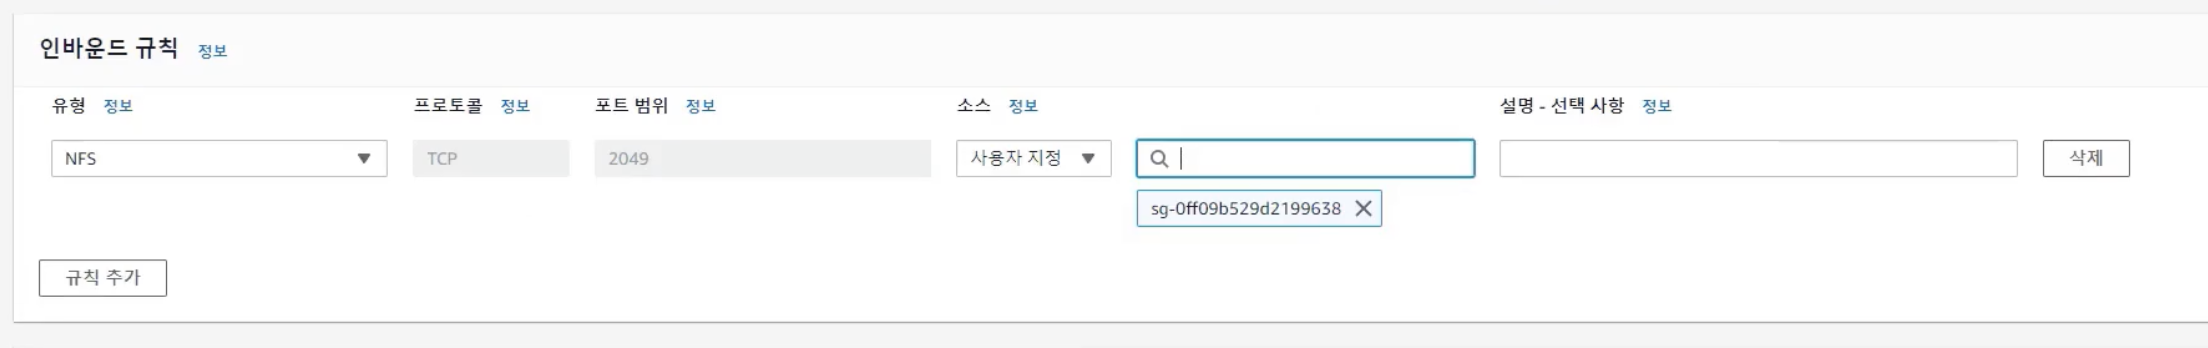 인바운드 규칙 정보
유형 정보 프로토콜 정보 포트 범위 정보 소스 정보 설명 - 선택 사항 정보
NFS TCP 2049 사용자 지정 삭제
sg-0ff09b529d2199638
규칙 추가